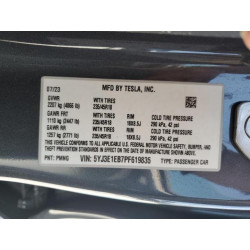 MFD BY TESLA, INC.
07/23
GVWR 2207 kg (4866 lb) WITH TIRES 235/45R18
GAWR FRT WITH TIRES RIM COLD TIRE PRESSURE
1110 kg (2447 lb) 235/45R18 18X8.5J 290 kPa, 42 psi
GAWR RR WITH TIRES RIM COLD TIRE PRESSURE
1257 kg (2771 lb) 235/45R18 18X8.5J 290 kPa, 42 psi
THIS VEHICLE CONFORMS TO ALL APPLICABLE FEDERAL MOTOR VEHICLE SAFETY, BUMPER,
AND THEFT PREVENTION STANDARDS IN EFFECT ON THE DATE OF MANUFACTURE SHOWN ABOVE.
PNT: PMNG
VIN: 5YJ3E1EB7PF619835 TYPE: PASSENGER CAR